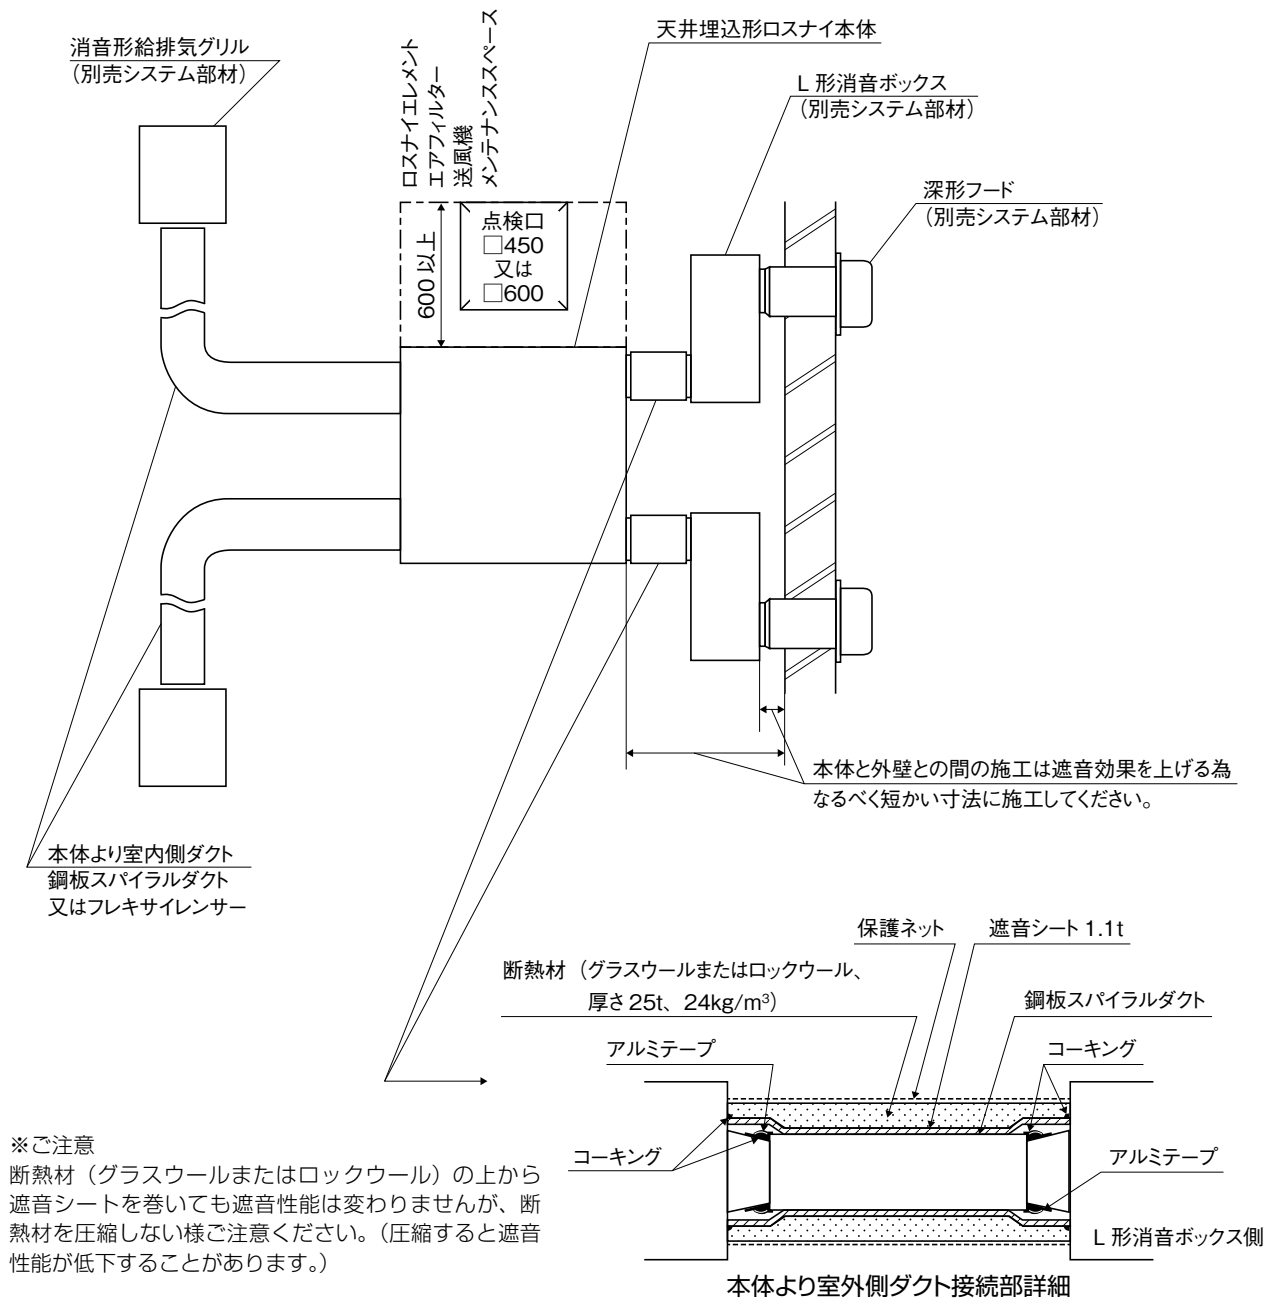 消音形給排気グリル
（別売システム部材）
ロスナイエレメント
エアフィルター
送風機
メンテナンススペース
天井埋込形ロスナイ本体
L 形消音ボックス
（別売システム部材）
深形フード
（別売システム部材）
600 以上
点検口
□450
又は
□600
本体と外壁との間の施工は遮音効果を上げる為
なるべく短かい寸法に施工してください。
本体より室内側ダクト
鋼板スパイラルダクト
又はフレキサイレンサー
保護ネット
遮音シート 1.1t
断熱材（グラスウールまたはロックウール、
厚さ 25t、24kg/m³）
鋼板スパイラルダクト
アルミテープ
コーキング
コーキング
アルミテープ
L 形消音ボックス側
本体より室外側ダクト接続部詳細
※ご注意
断熱材（グラスウールまたはロックウール）の上から
遮音シートを巻いても遮音性能は変わりませんが、断
熱材を圧縮しない様ご注意ください。（圧縮すると遮音
性能が低下することがあります。）